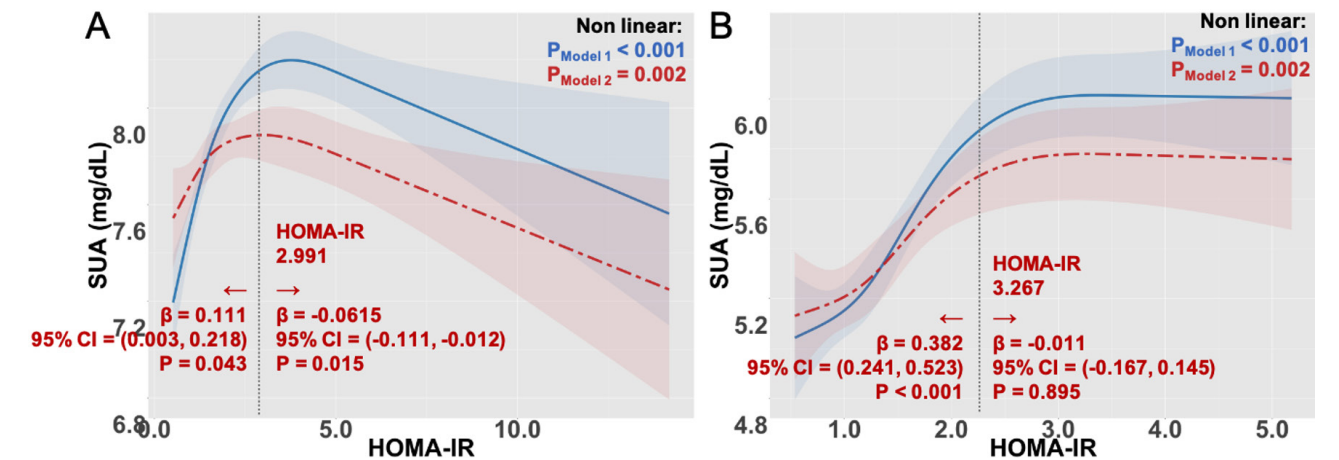 A
Non linear:
P Model 1 < 0.001
P Model 2 = 0.002
SUA (mg/dL)
8.0
7.6
7.2
6.8
HOMA-IR
2.991
← →
β = 0.111
95% CI = (0.003, 0.218)
P = 0.043
β = -0.0615
95% CI = (-0.111, -0.012)
P = 0.015
0.0 5.0 10.0
HOMA-IR
B
Non linear:
P Model 1 < 0.001
P Model 2 = 0.002
SUA (mg/dL)
6.0
5.6
5.2
4.8
HOMA-IR
3.267
← →
β = 0.382
95% CI = (0.241, 0.523)
P < 0.001
β = -0.011
95% CI = (-0.167, 0.145)
P = 0.895
1.0 2.0 3.0 4.0 5.0
HOMA-IR